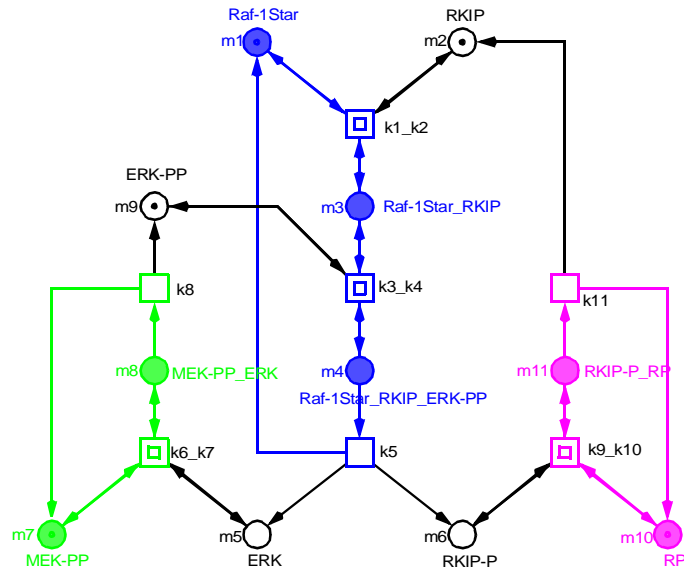 Raf-1Star
RKIP
m1
m2
k1_k2
ERK-PP
m9
m3
Raf-1Star_RKIP
k8
k3_k4
k11
m8
MEK-PP_ERK
m4
m11
RKIP-P_RP
Raf-1Star_RKIP_ERK-PP
k6_k7
k5
k9_k10
m7
m5
m6
m10
MEK-PP
ERK
RKIP-P
RP